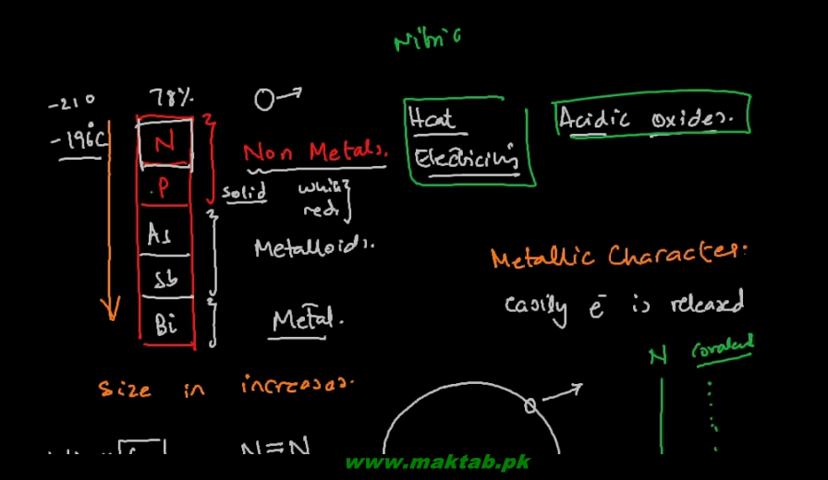 Nitric
-210 78%
-196c N Non Metals. Heat Acidic oxides.
Electricity
P solid white
red
As Metalloids.
Metallic Character.
Sb
easily e⁻ is released
Bi Metal.
N covalent
Size in increases.
N≡N
www.maktab.pk